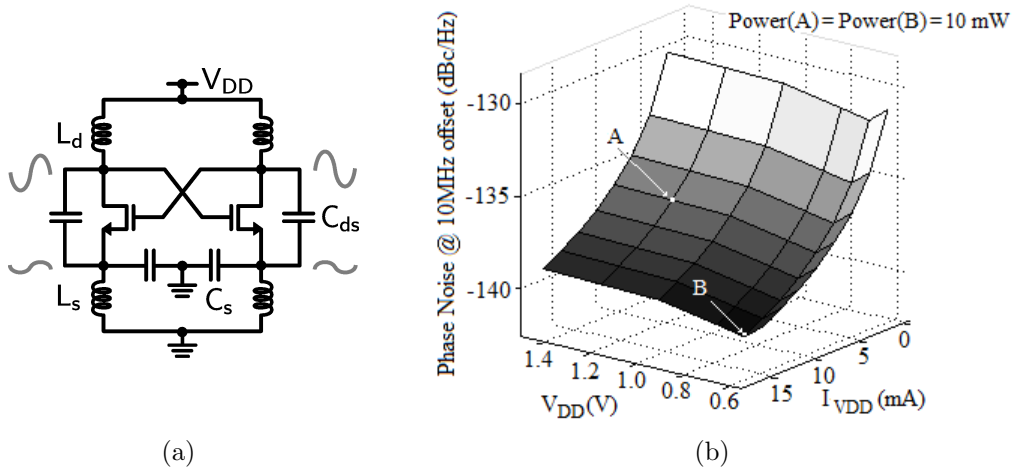 V_DD
L_d
C_ds
L_s
C_s
(a)
Power(A) = Power(B) = 10 mW
Phase Noise @ 10MHz offset (dBc/Hz)
-130
-135
-140
A
B
1.4
1.2
1.0
0.8
0.6
V_DD(V)
15
10
5
0
I_VDD (mA)
(b)